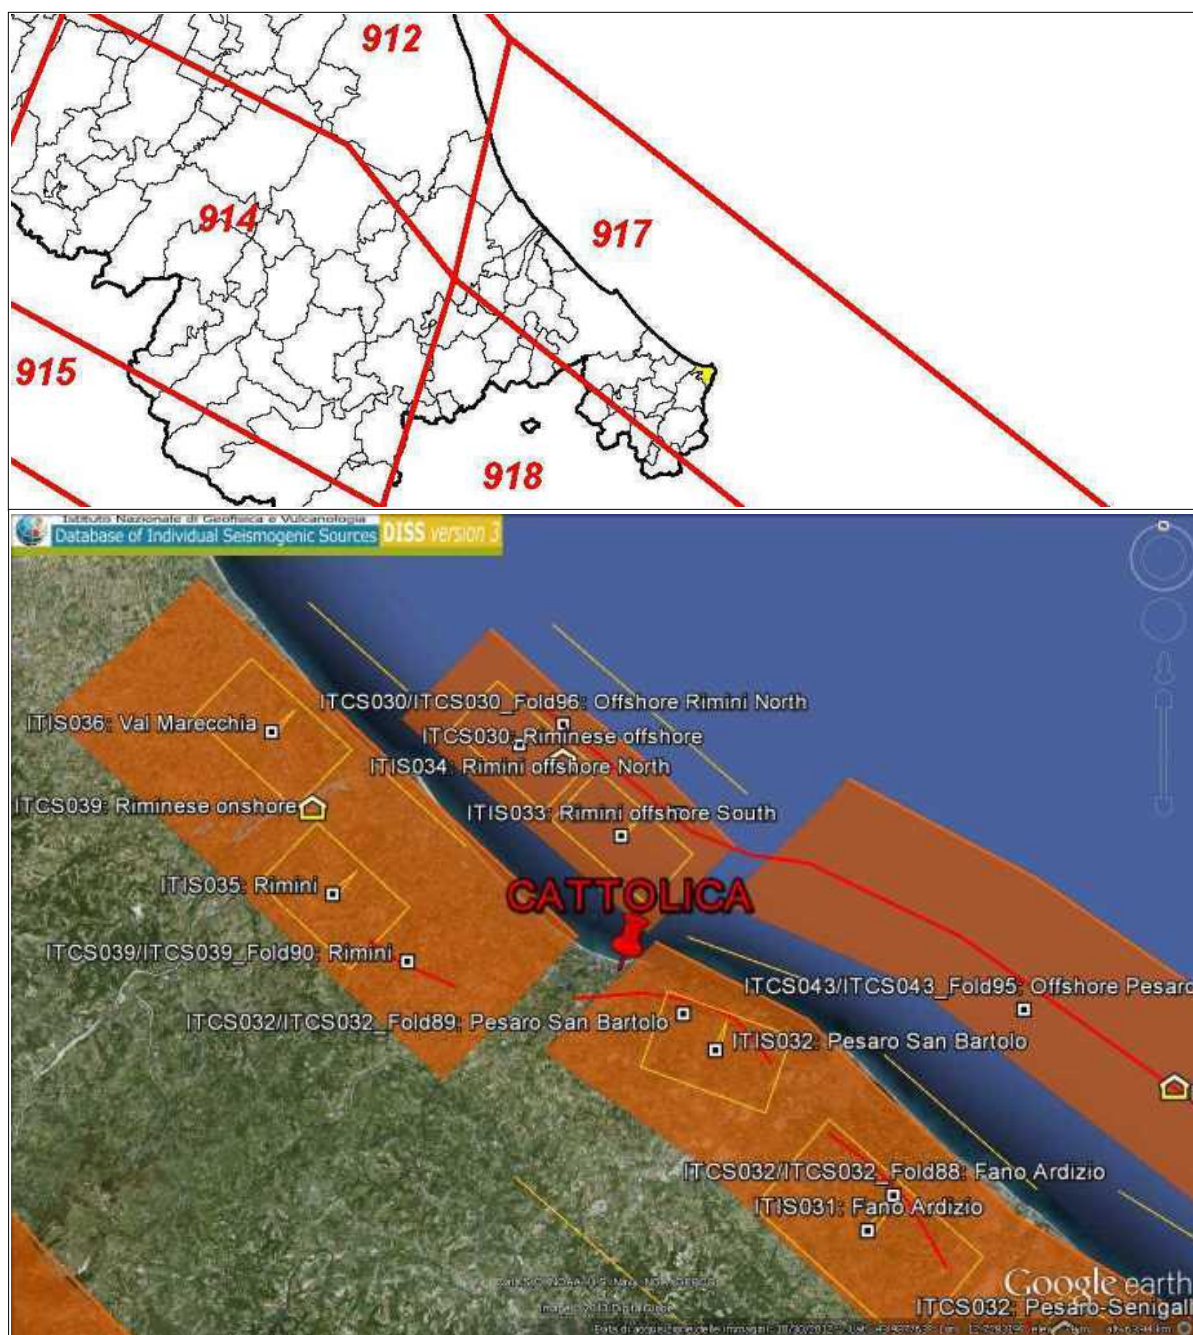 912
914
917
915
918
Istituto Nazionale di Geofisica e Vulcanologia
Database of Individual Seismogenic Sources DISS version 3
ITCS030/ITCS030_Fold96: Offshore Rimini North
ITIS036: Val Marecchia
ITCS030: Riminese offshore
ITIS034: Rimini offshore North
ITCS039: Riminese onshore
ITIS033: Rimini offshore South
ITIS035: Rimini
CATTOLICA
ITCS039/ITCS039_Fold90: Rimini
ITCS043/ITCS043_Fold95: Offshore Pesaro
ITCS032/ITCS032_Fold89: Pesaro San Bartolo
ITIS032: Pesaro San Bartolo
ITCS032/ITCS032_Fold88: Fano Ardizio
ITIS031: Fano Ardizio
Google earth
ITCS032: Pesaro-Senigall